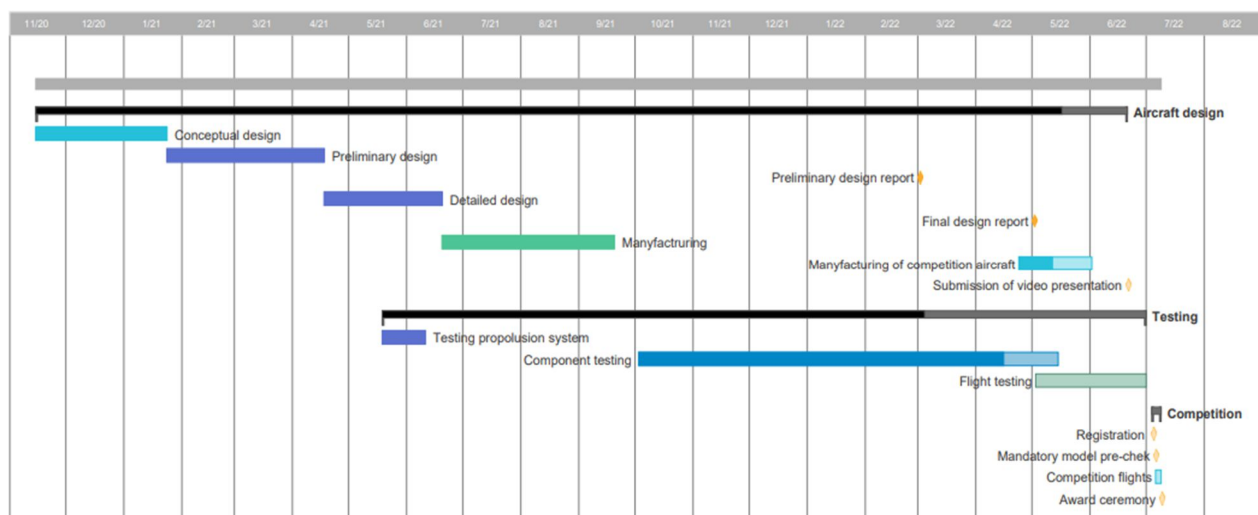 11/20 12/20 1/21 2/21 3/21 4/21 5/21 6/21 7/21 8/21 9/21 10/21 11/21 12/21 1/22 2/22 3/22 4/22 5/22 6/22 7/22 8/22
Aircraft design
Conceptual design
Preliminary design
Preliminary design report
Detailed design
Final design report
Manyfactruring
Manyfacturing of competition aircraft
Submission of video presentation
Testing
Testing propolusion system
Component testing
Flight testing
Competition
Registration
Mandatory model pre-chek
Competition flights
Award ceremony